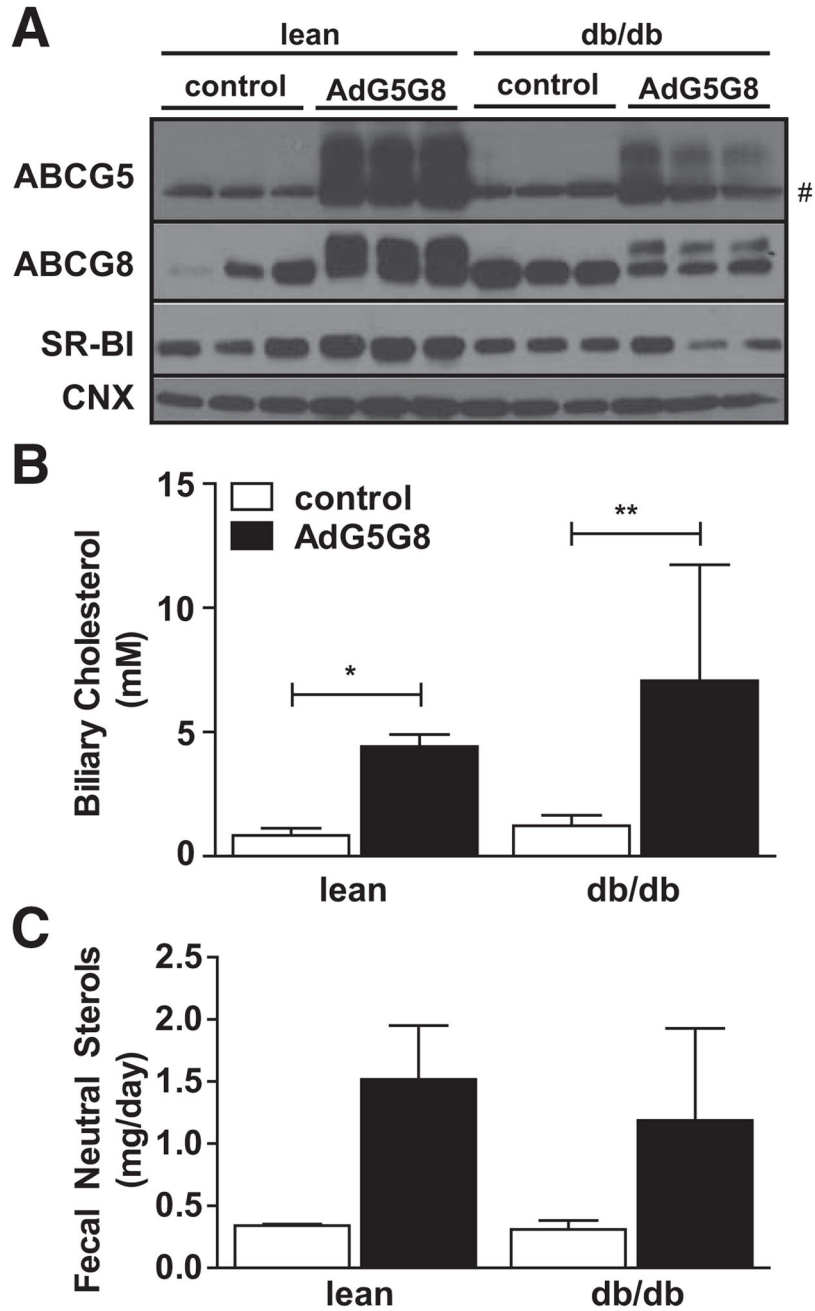 A
lean db/db
control AdG5G8 control AdG5G8
ABCG5
#
ABCG8
SR-BI
CNX
B
Biliary Cholesterol
(mM)
15
10
5
0
control
AdG5G8
*
**
lean db/db
C
Fecal Neutral Sterols
(mg/day)
2.5
2.0
1.5
1.0
0.5
0.0
lean db/db